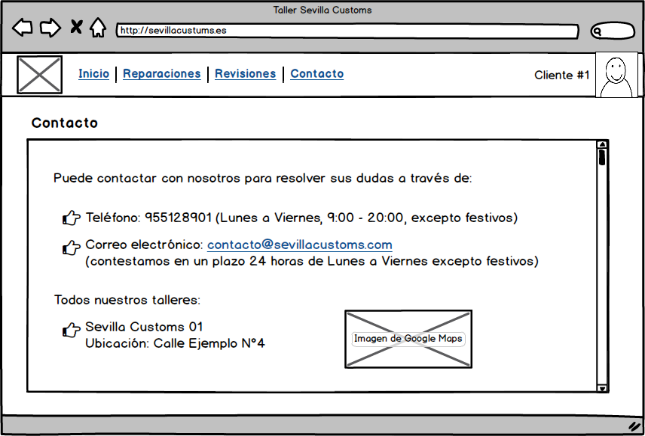 Taller Sevilla Customs
http://sevillacustums.es
Inicio | Reparaciones | Revisiones | Contacto
Cliente #1
Contacto
Puede contactar con nosotros para resolver sus dudas a través de:
Teléfono: 955128901 (Lunes a Viernes, 9:00 - 20:00, excepto festivos)
Correo electrónico: contacto@sevillacustoms.com
(contestamos en un plazo 24 horas de Lunes a Viernes excepto festivos)
Todos nuestros talleres:
Sevilla Customs 01
Ubicación: Calle Ejemplo Nº4
Imagen de Google Maps